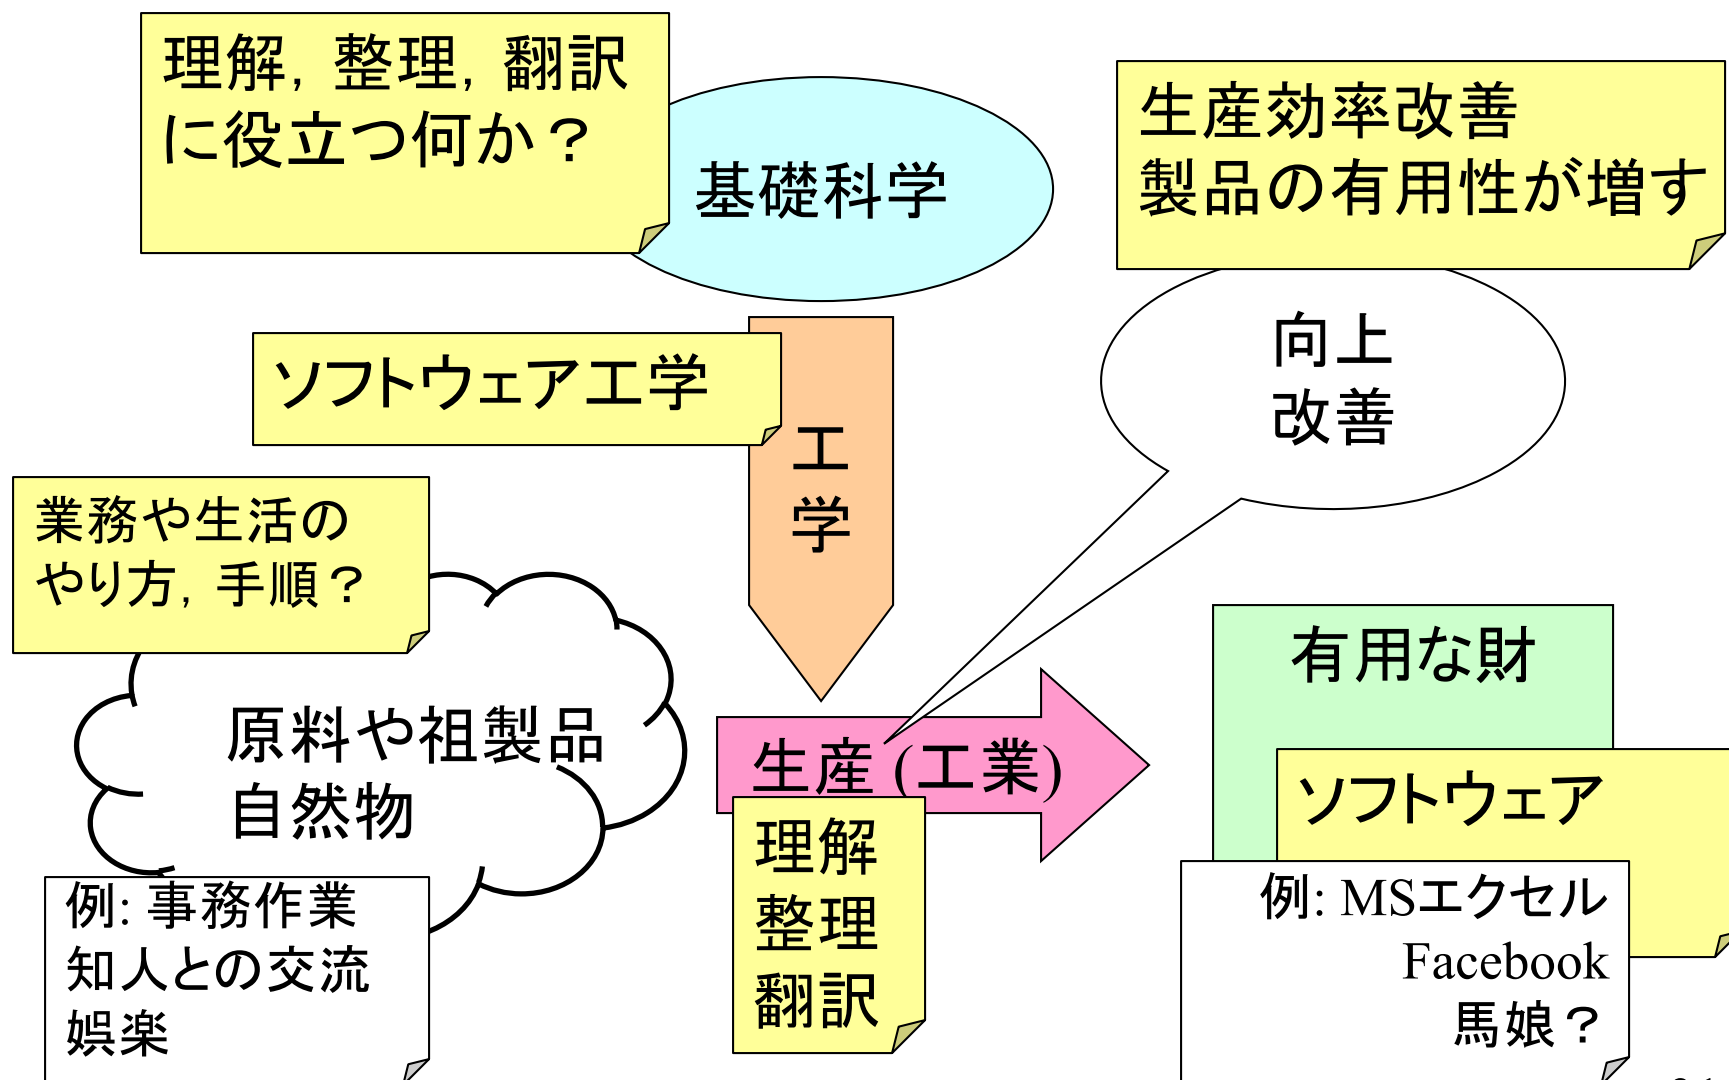 理解，整理，翻訳
に役立つ何か？
基礎科学
生産効率改善
製品の有用性が増す
向上
改善
ソフトウェア工学
工
学
業務や生活の
やり方，手順？
原料や祖製品
自然物
例: 事務作業
知人との交流
娯楽
生産 (工業)
理解
整理
翻訳
有用な財
ソフトウェア
例: MSエクセル
Facebook
馬娘？